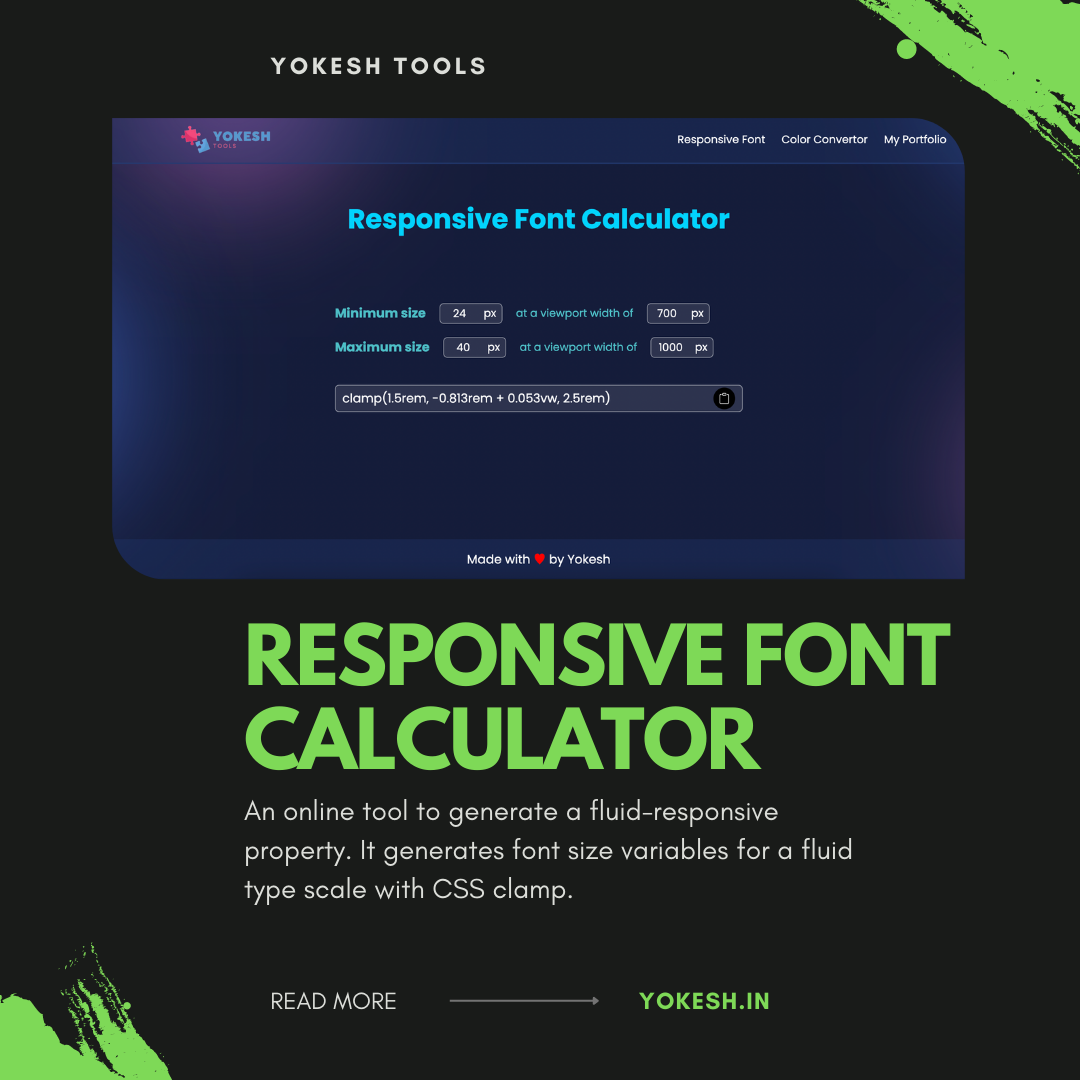 YOKESH TOOLS
YOKESH
TOOLS
Responsive Font Color Convertor My Portfolio
Responsive Font Calculator
Minimum size 24 px at a viewport width of 700 px
Maximum size 40 px at a viewport width of 1000 px
clamp(1.5rem, -0.813rem + 0.053vw, 2.5rem)
Made with ❤ by Yokesh
RESPONSIVE FONT
CALCULATOR
An online tool to generate a fluid-responsive
property. It generates font size variables for a fluid
type scale with CSS clamp.
READ MORE YOKESH.IN